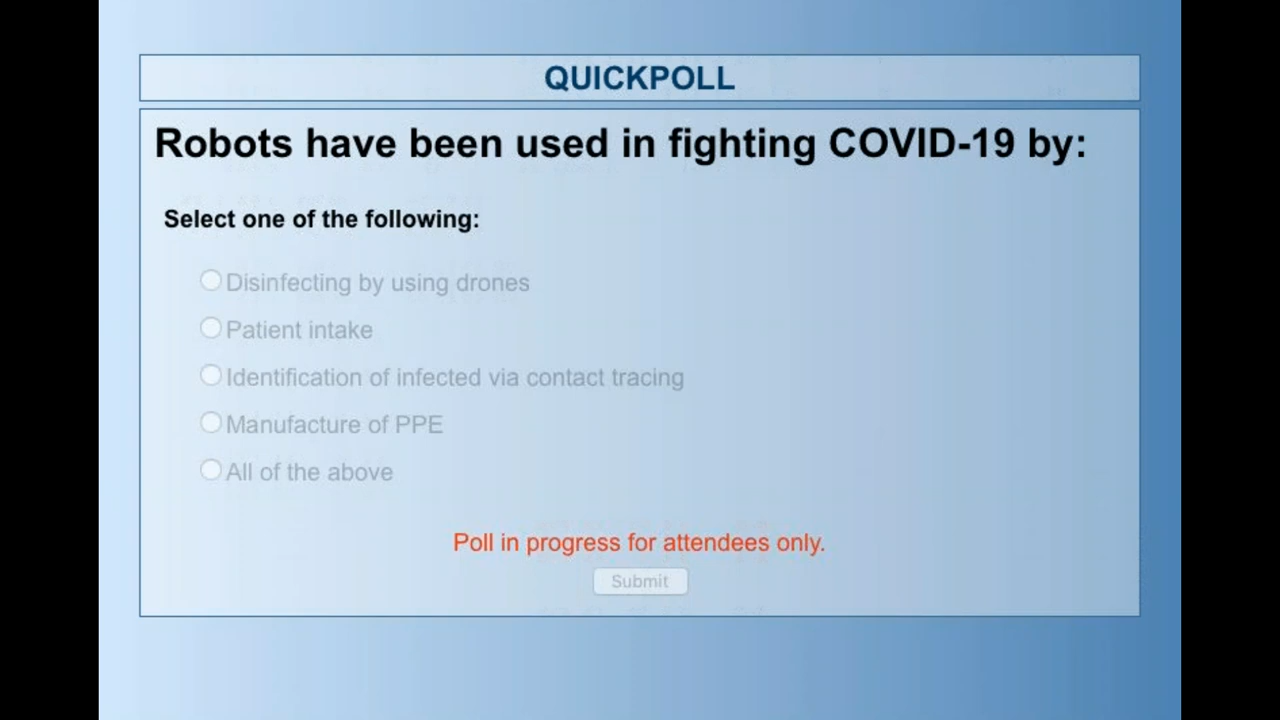 QUICKPOLL
Robots have been used in fighting COVID-19 by:
Select one of the following:
Disinfecting by using drones
Patient intake
Identification of infected via contact tracing
Manufacture of PPE
All of the above
Poll in progress for attendees only.
Submit